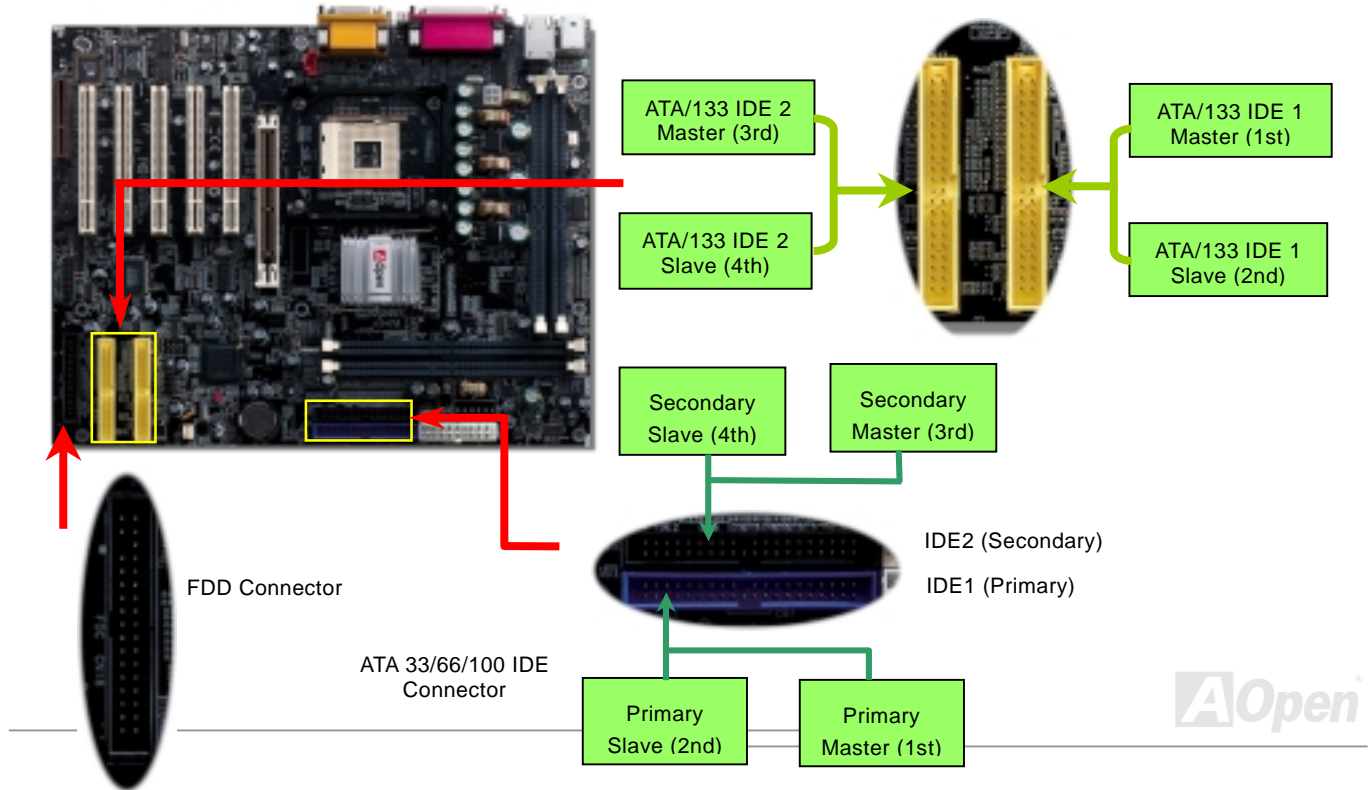 AOpen
ATA/133 IDE 2
Master (3rd)
ATA/133 IDE 1
Master (1st)
ATA/133 IDE 2
Slave (4th)
ATA/133 IDE 1
Slave (2nd)
Secondary
Slave (4th)
Secondary
Master (3rd)
IDE2 (Secondary)
IDE1 (Primary)
FDD Connector
ATA 33/66/100 IDE
Connector
Primary
Slave (2nd)
Primary
Master (1st)
AOpen